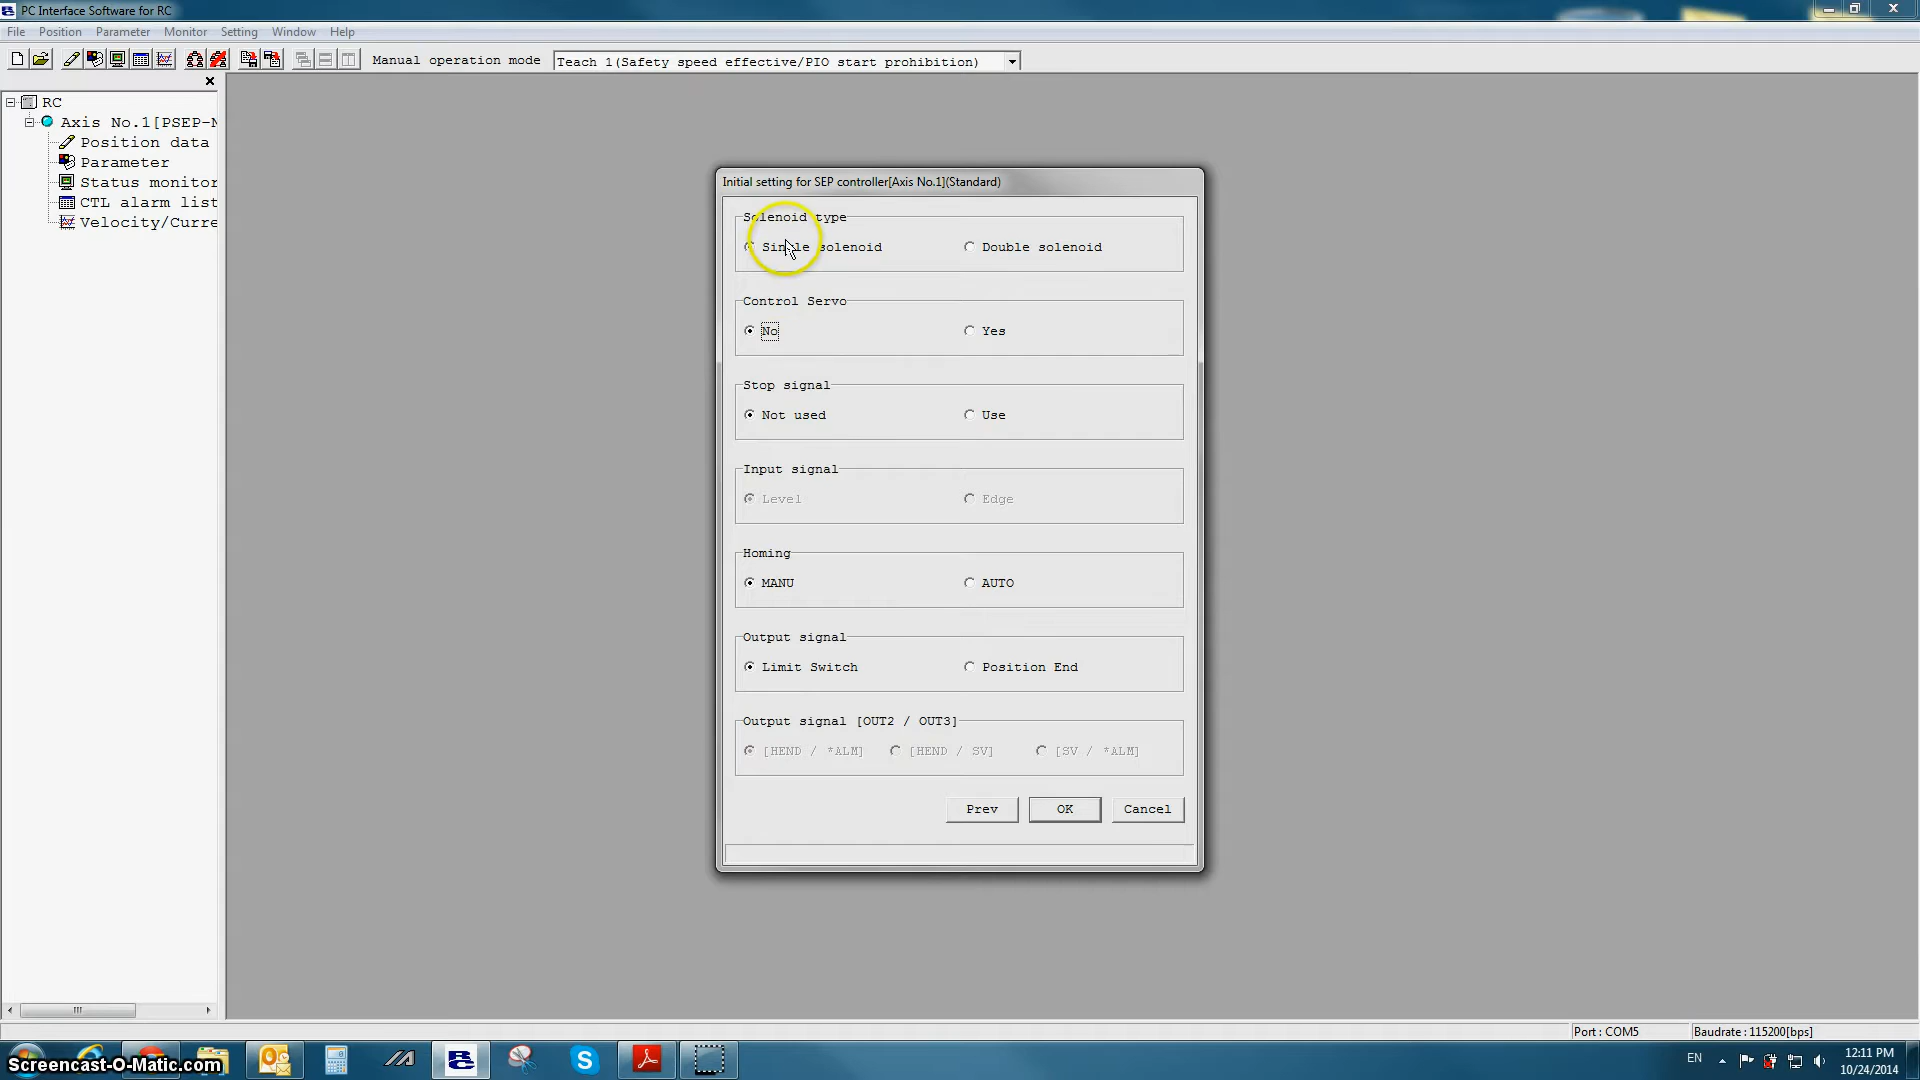 PC Interface Software for RC
File Position Parameter Monitor Setting Window Help
Manual operation mode Teach 1(Safety speed effective/PIO start prohibition)
RC
Axis No.1[PSEP-N
Position data
Parameter
Status monitor
CTL alarm list
Velocity/Curre
Initial setting for SEP controller[Axis No.1](Standard)
Solenoid type
Single solenoid Double solenoid
Control Servo
No Yes
Stop signal
Not used Use
Input signal
Level Edge
Homing
MANU AUTO
Output signal
Limit Switch Position End
Output signal [OUT2 / OUT3]
[HEND / *ALM] [HEND / SV] [SV / *ALM]
Prev OK Cancel
Port : COM5 Baudrate : 115200[bps]
Screencast-O-Matic.com
EN
12:11 PM
10/24/2014